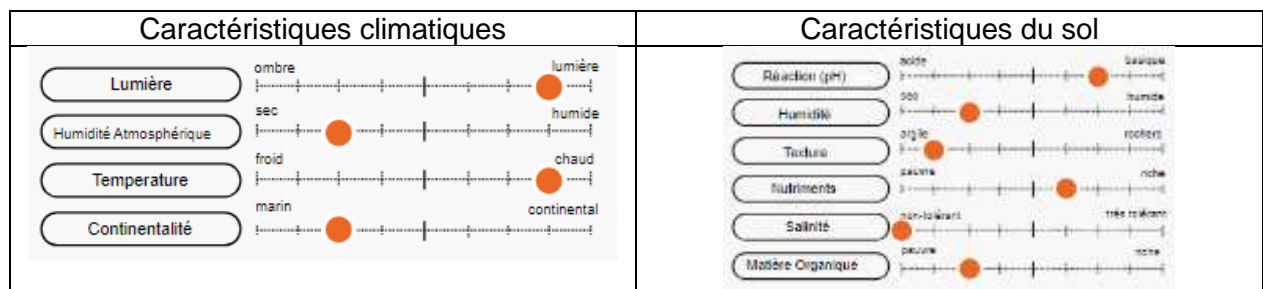 Caractéristiques climatiques
Lumière
ombre
lumière
Humidité Atmosphérique
sec
humide
Temperature
froid
chaud
Continentalité
marin
continental
Caractéristiques du sol
Réaction (pH)
acide
basique
Humidité
sec
humide
Texture
argile
rochers
Nutriments
pauvre
riche
Salinité
non-tolérant
très tolérant
Matière Organique
pauvre
riche